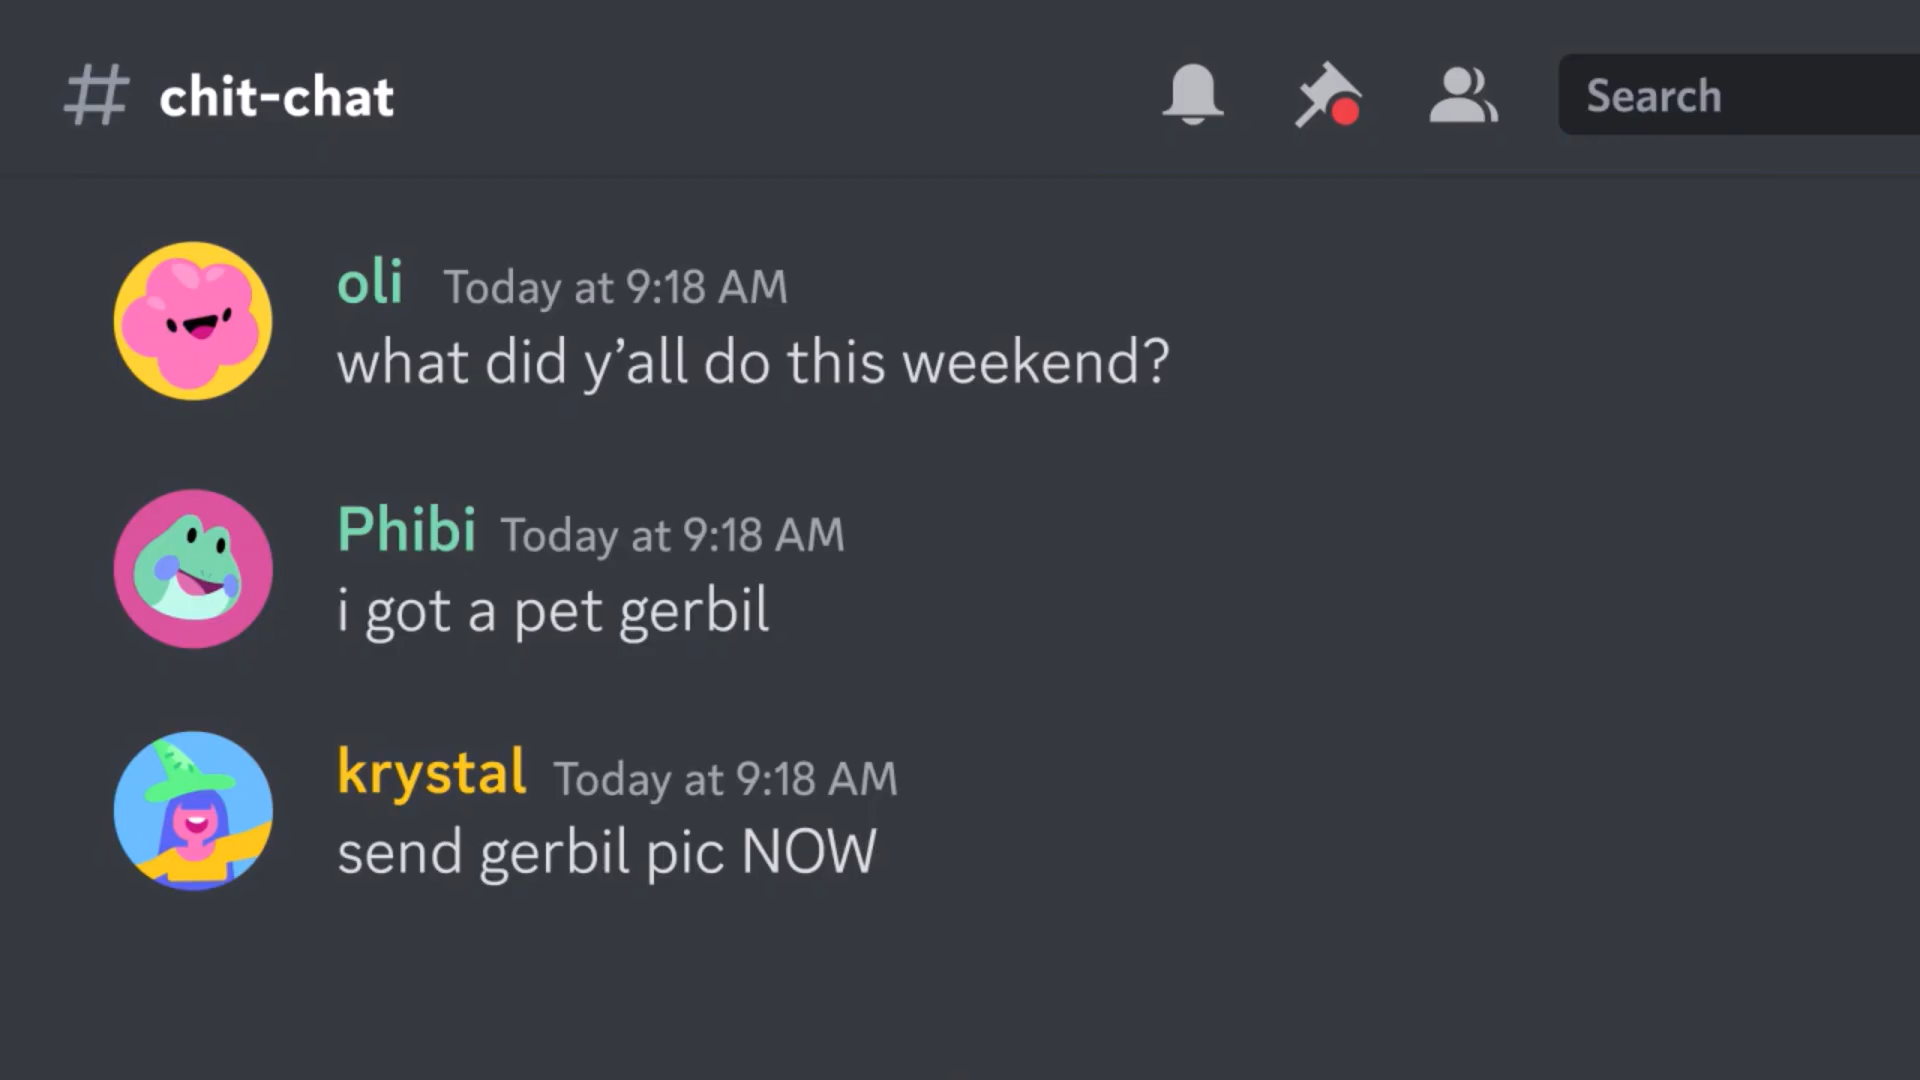 # chit-chat
Search
oli Today at 9:18 AM
what did y’all do this weekend?
Phibi Today at 9:18 AM
i got a pet gerbil
krystal Today at 9:18 AM
send gerbil pic NOW